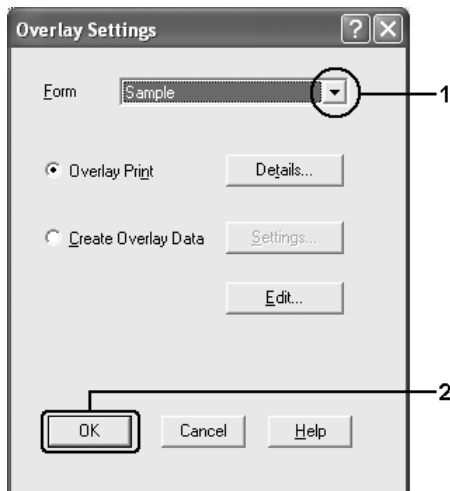 Overlay Settings
Form Sample 1
Overlay Print Details...
Create Overlay Data Settings...
Edit...
2
OK Cancel Help